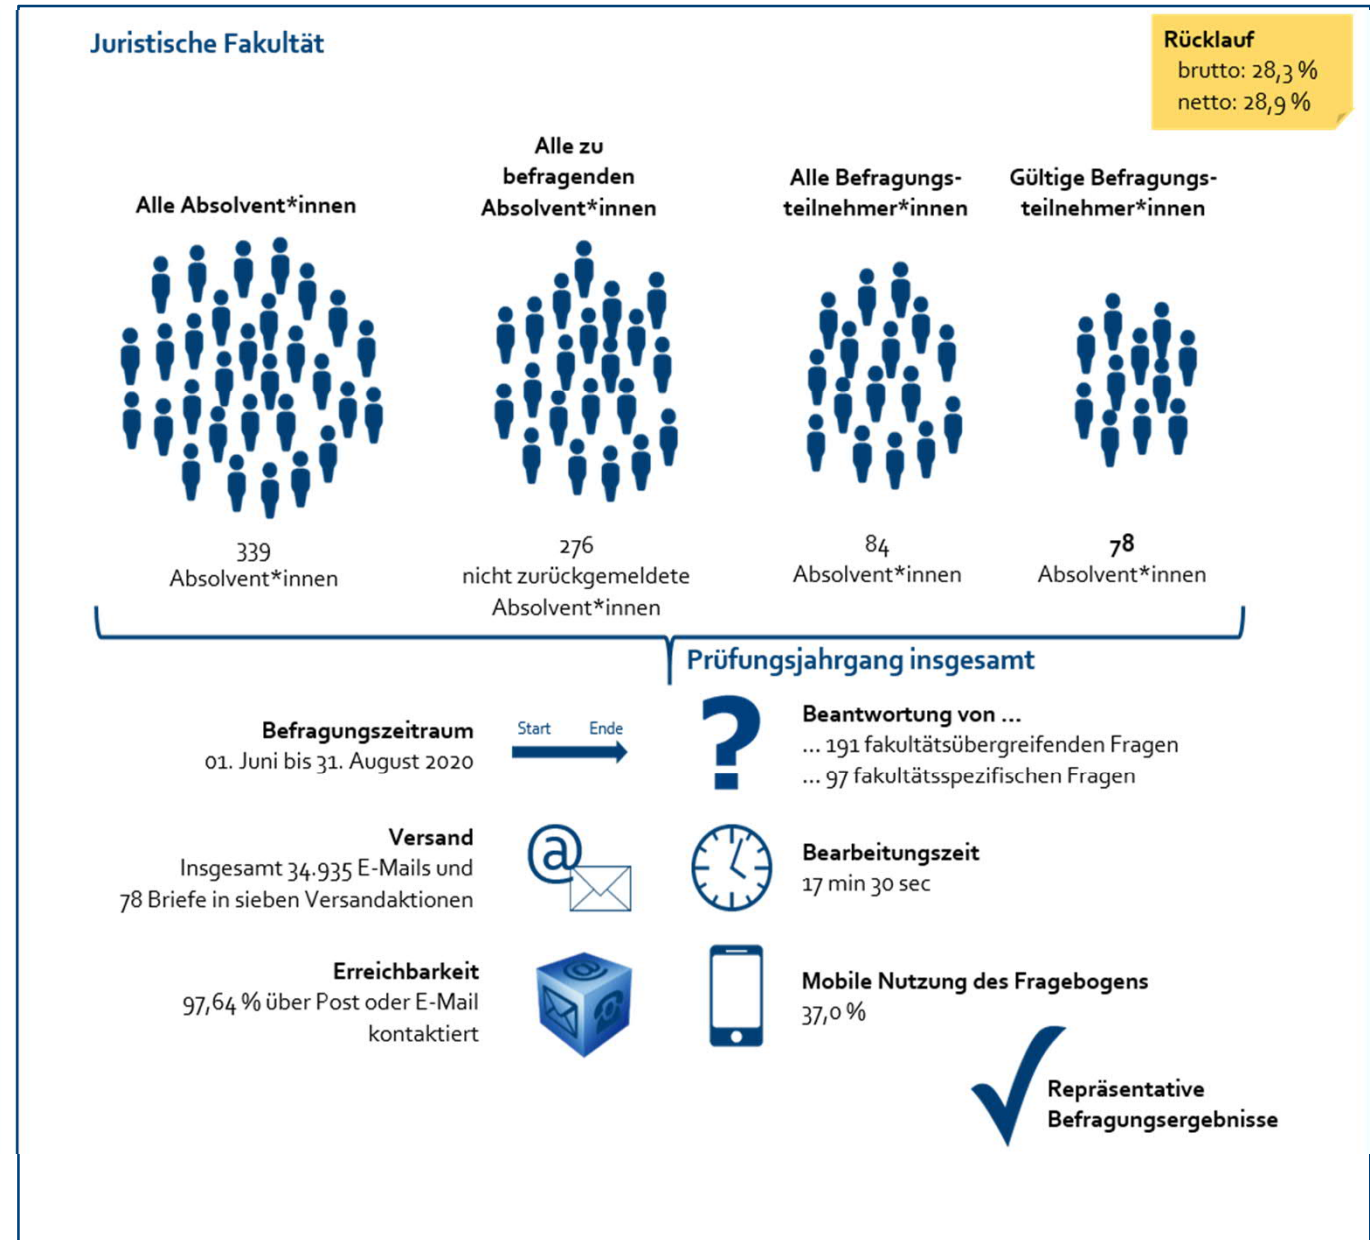 Juristische Fakultät
Rücklauf
brutto: 28,3 %
netto: 28,9 %
Alle Absolvent*innen
Alle zu
befragenden
Absolvent*innen
Alle Befragungs-
teilnehmer*innen
Gültige Befragungs-
teilnehmer*innen
339
Absolvent*innen
276
nicht zurückgemeldete
Absolvent*innen
84
Absolvent*innen
78
Absolvent*innen
Prüfungsjahrgang insgesamt
Befragungszeitraum
01. Juni bis 31. August 2020
Start Ende
Beantwortung von ...
... 191 fakultätsübergreifenden Fragen
... 97 fakultätsspezifischen Fragen
Versand
Insgesamt 34.935 E-Mails und
78 Briefe in sieben Versandaktionen
@
Bearbeitungszeit
17 min 30 sec
Erreichbarkeit
97,64 % über Post oder E-Mail
kontaktiert
Mobile Nutzung des Fragebogens
37,0 %
Repräsentative
Befragungsergebnisse